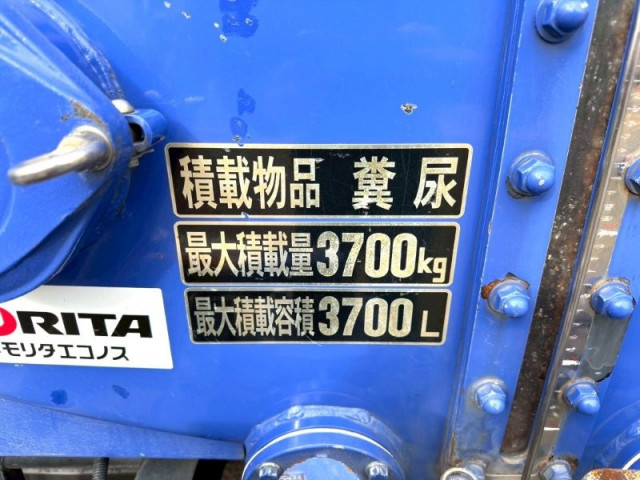 積載物品 糞尿
最大積載量3700kg
最大積載容積3700L
ORITA
モリタエコノス